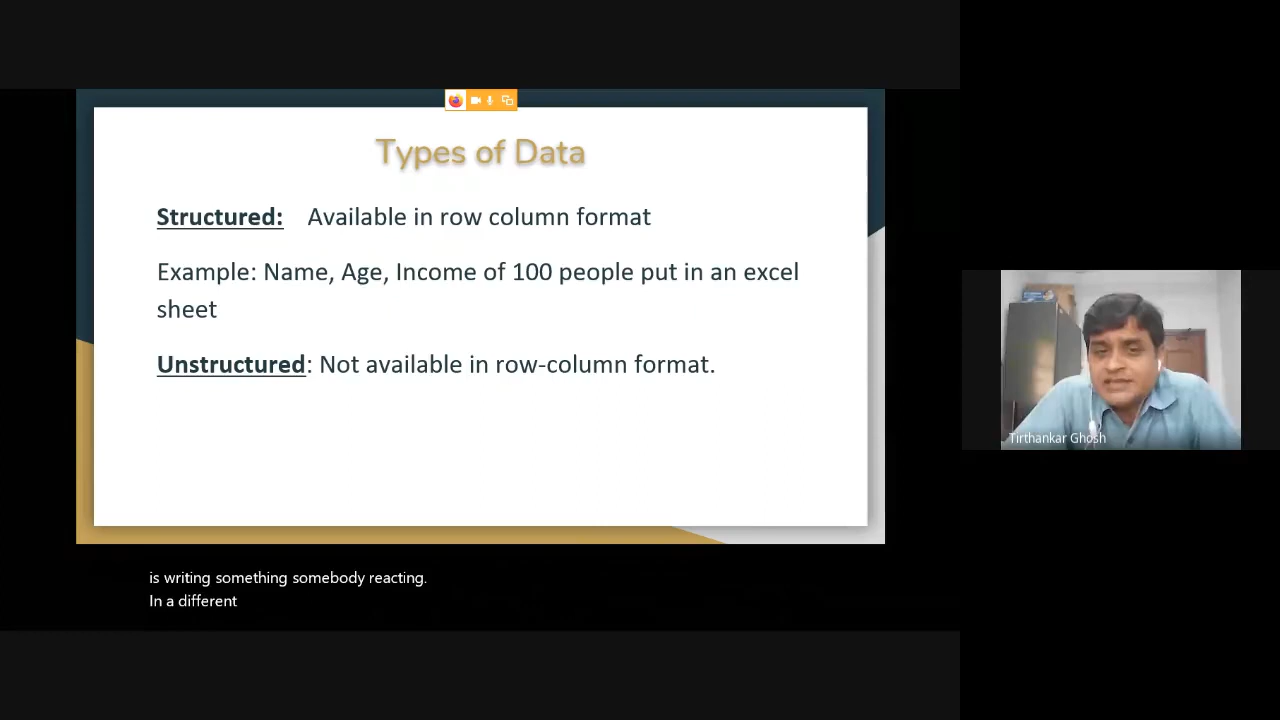 Types of Data
Structured: Available in row column format
Example: Name, Age, Income of 100 people put in an excel
sheet
Unstructured: Not available in row-column format.
Tirthankar Ghosh
is writing something somebody reacting.
In a different